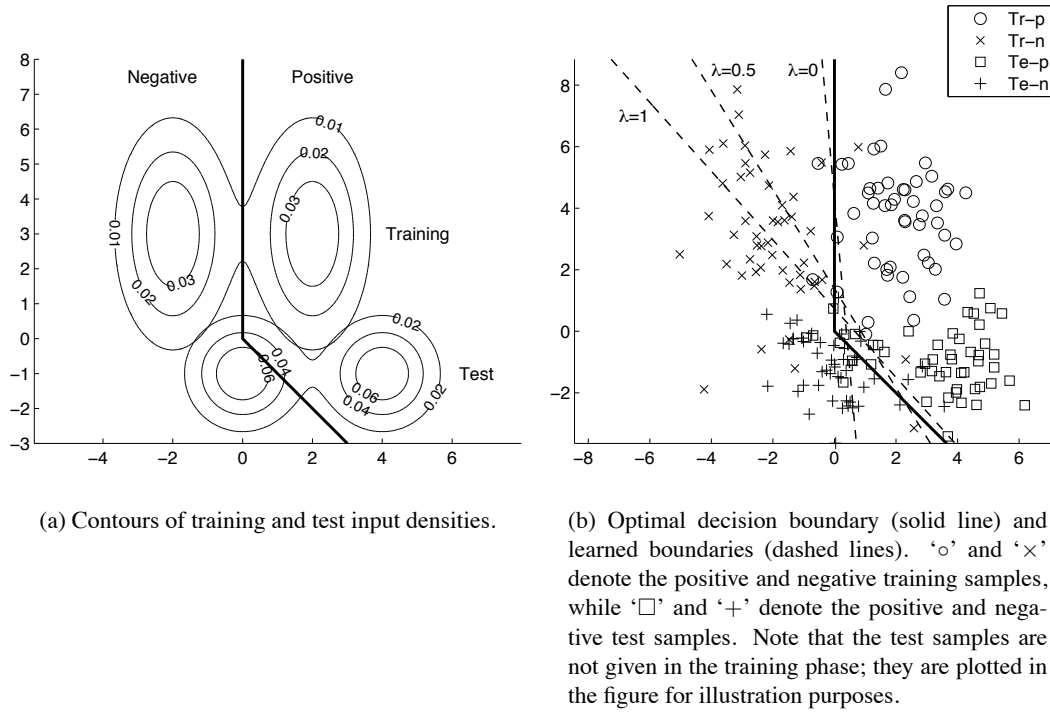 Negative Positive
8
7
6
5
4
3
2
1
0
−1
−2
−3
−4 −2 0 2 4 6
0.01
0.02
0.03
0.01
0.02
0.03
Training
0.02
0.04
0.06
0.06
0.04
0.02
Test
(a) Contours of training and test input densities.
Tr−p
Tr−n
Te−p
Te−n
λ=0.5 λ=0
λ=1
8
6
4
2
0
−2
−8 −6 −4 −2 0 2 4 6
(b) Optimal decision boundary (solid line) and
learned boundaries (dashed lines). ‘○’ and ‘×’
denote the positive and negative training samples,
while ‘□’ and ‘+’ denote the positive and nega-
tive test samples. Note that the test samples are
not given in the training phase; they are plotted in
the figure for illustration purposes.